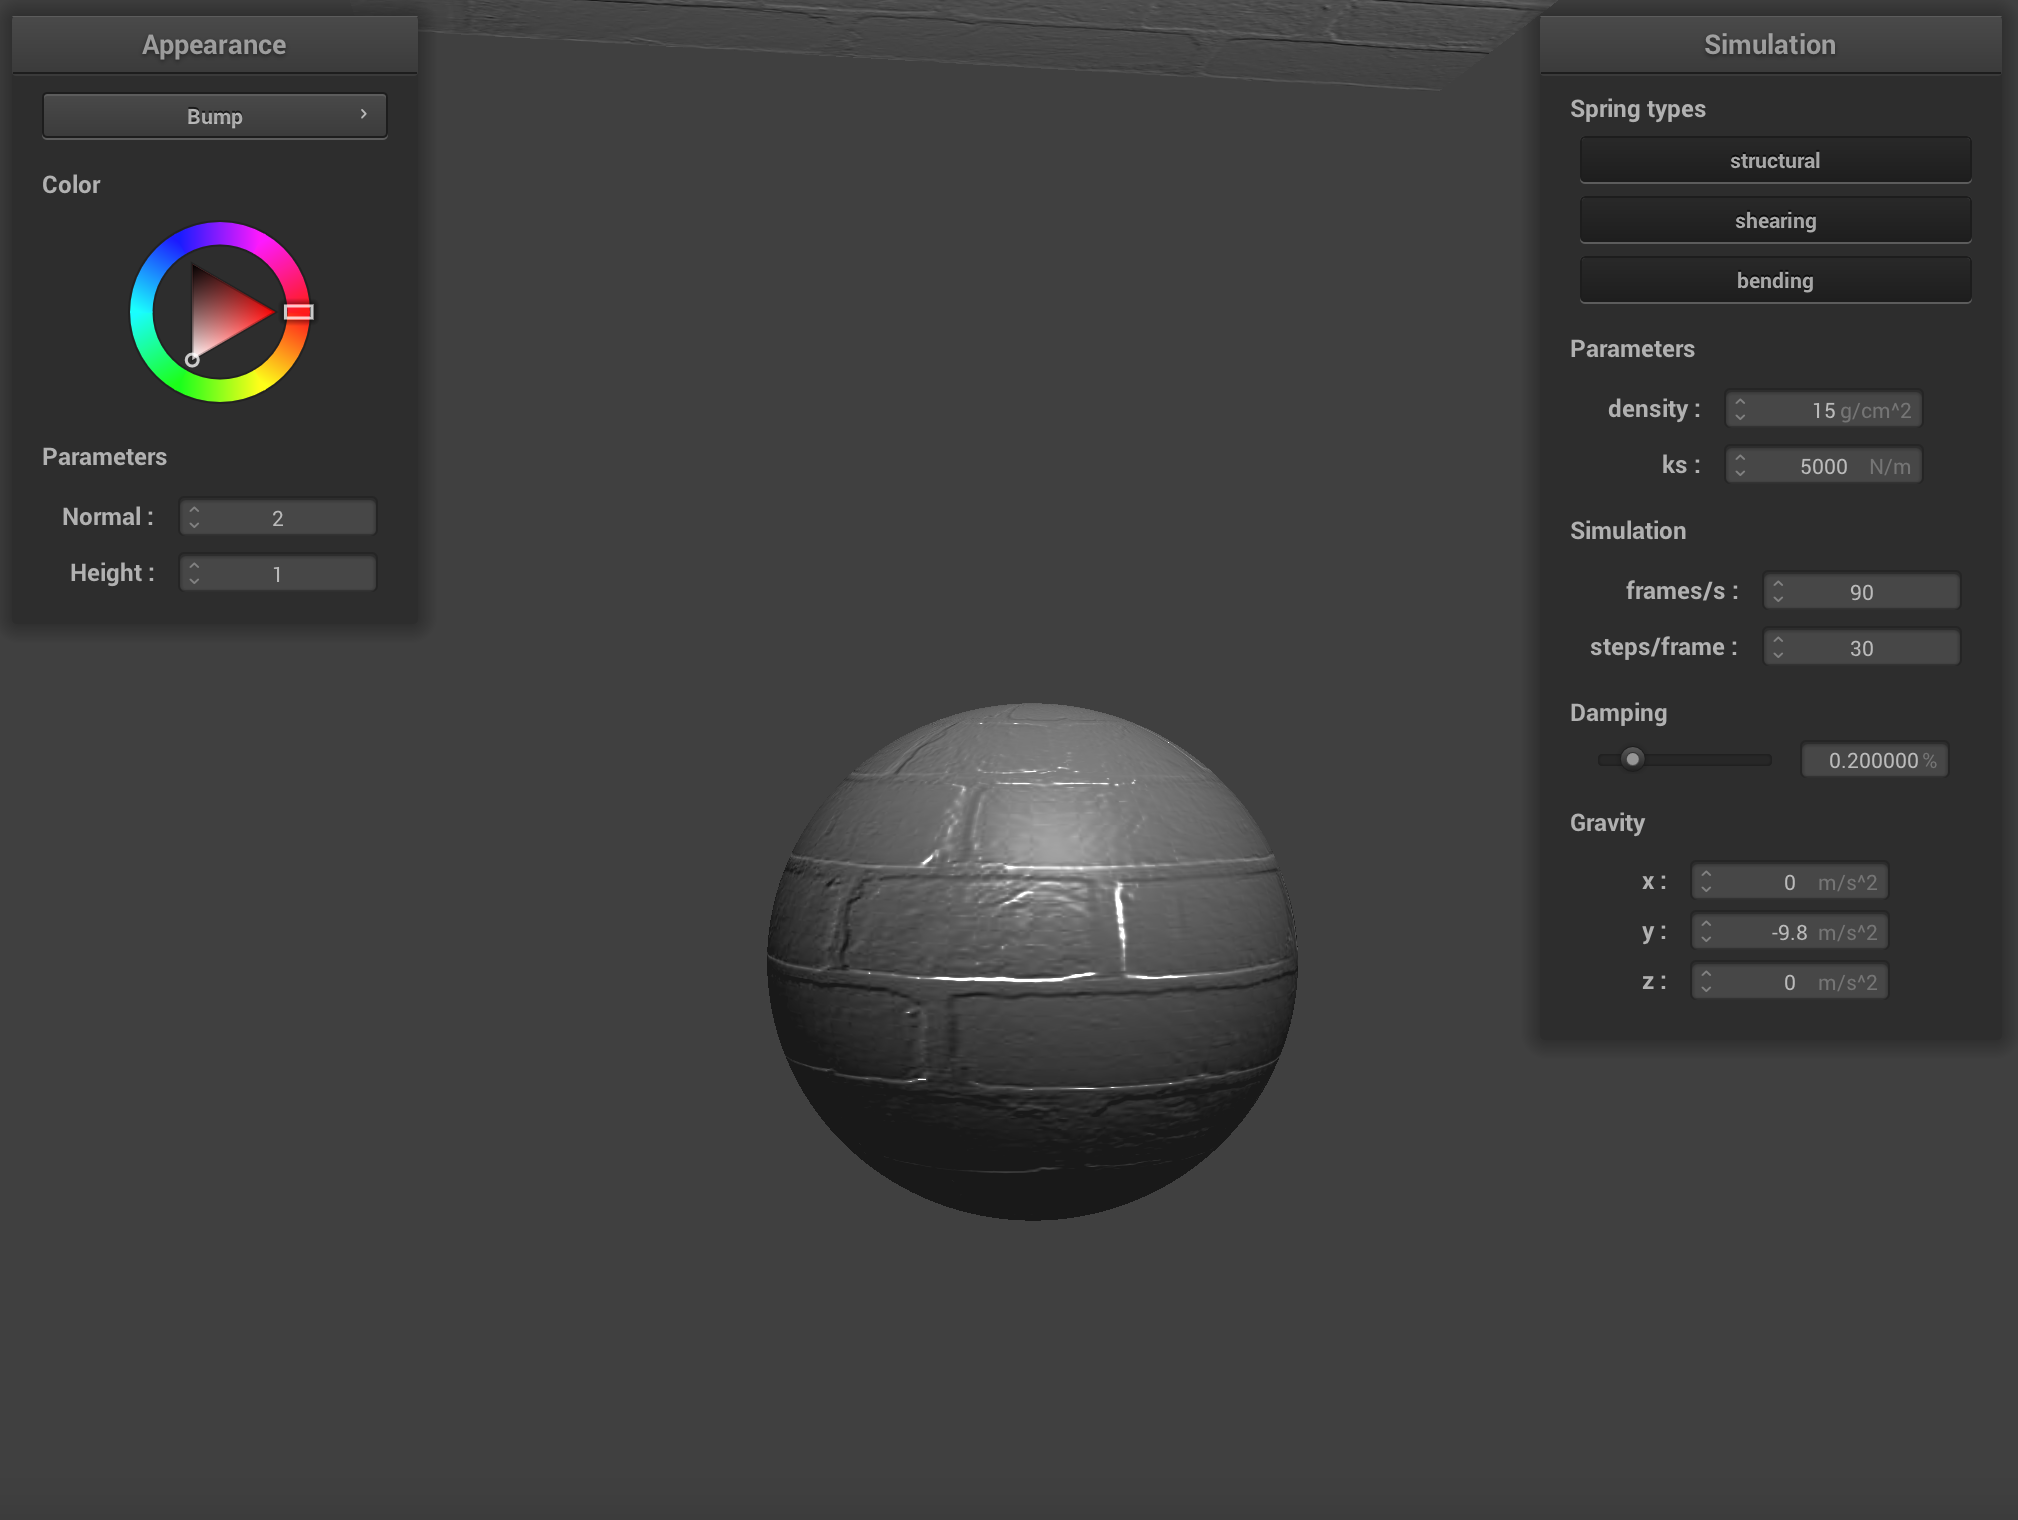 Appearance
Bump
Color
Parameters
Normal : 2
Height : 1
Simulation
Spring types
structural
shearing
bending
Parameters
density : 15 g/cm^2
ks : 5000 N/m
Simulation
frames/s : 90
steps/frame : 30
Damping
0.200000 %
Gravity
x : 0 m/s^2
y : -9.8 m/s^2
z : 0 m/s^2